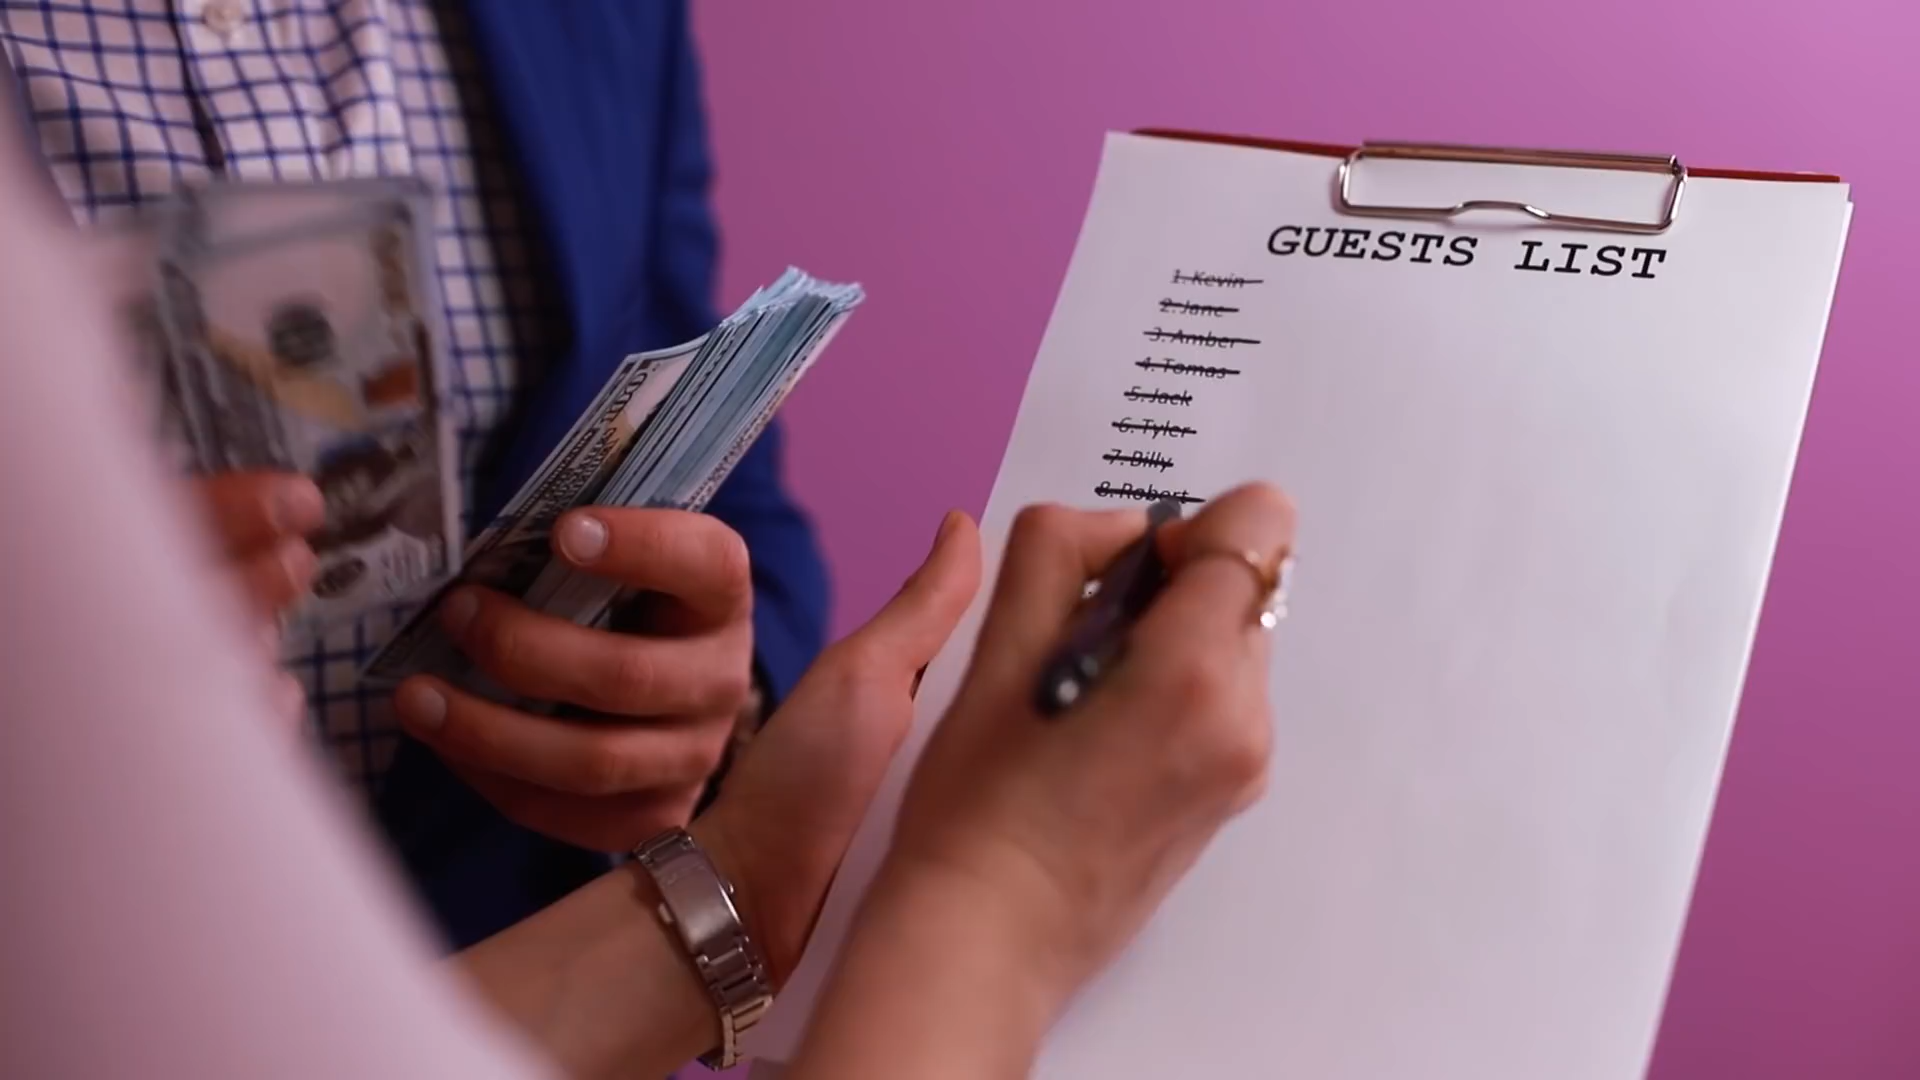 GUESTS LIST
1. Kevin
2. Jane
3. Amber
4. Tomas
5. Jack
6. Tyler
7. Billy
8. Robert